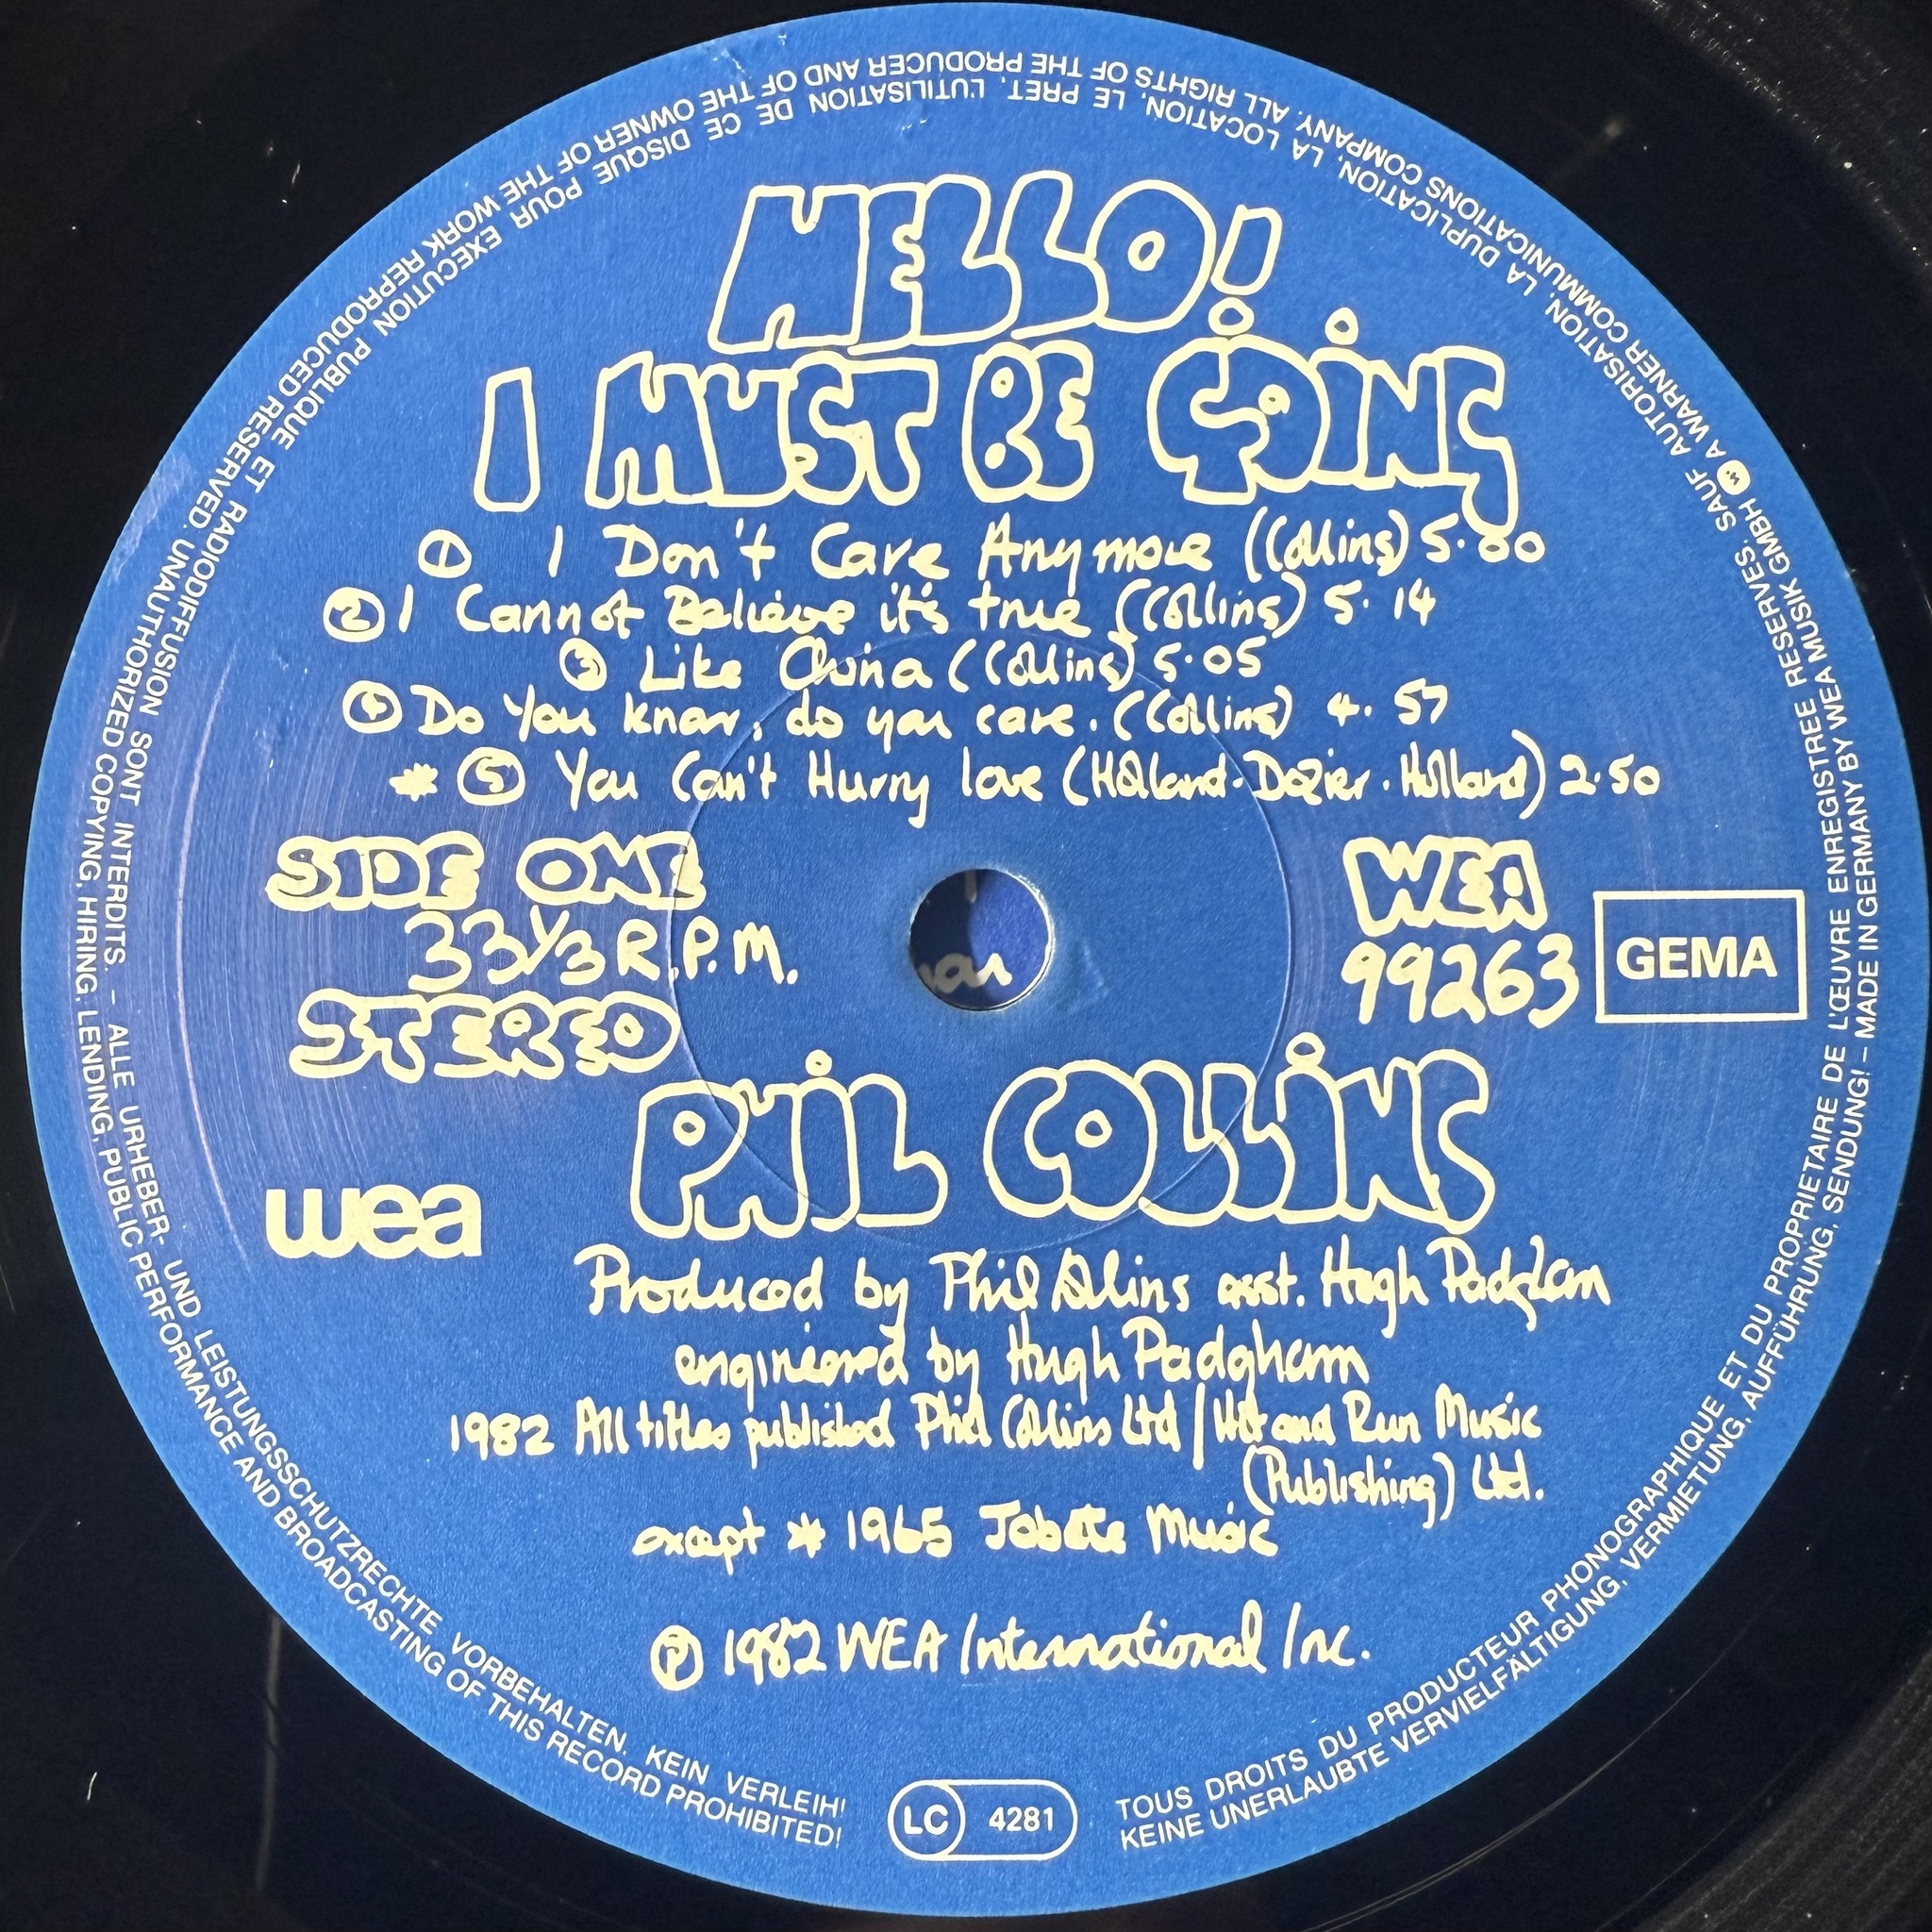 HELLO!
I MUST BE GOING
① I Don't Care Anymore (Collins) 5.00
② I Cannot Believe it's true (Collins) 5.14
③ Like China (Collins) 5.05
④ Do You know, do you care. (Collins) 4.57
* ⑤ You Can't Hurry love (Holland. Dozier. Holland) 2.50
SIDE ONE
33⅓ R.P.M.
STEREO
WEA
99263
GEMA
PHIL COLLINS
wea
Produced by Phil Collins asst. Hugh Padgham
engineered by Hugh Padgham
1982 All titles published Phil Collins Ltd / Hit and Run Music
(Publishing) Ltd.
except * 1965 Jobete Music
℗ 1982 WEA International Inc.
TOUS DROITS DU PRODUCTEUR PHONOGRAPHIQUE ET DU PROPRIETAIRE DE L'ŒUVRE ENREGISTREE RESERVES. SAUF AUTORISATION, LA DUPLICATION, LA LOCATION, LE PRET, L'UTILISATION DE CE DISQUE POUR EXECUTION PUBLIQUE ET RADIODIFFUSION SONT INTERDITS. – ALLE URHEBER- UND LEISTUNGSSCHUTZRECHTE VORBEHALTEN. KEIN VERLEIH!
KEINE UNERLAUBTE VERVIELFÄLTIGUNG, VERMIETUNG, AUFFÜHRUNG, SENDUNG! – MADE IN GERMANY BY WEA MUSIK GMBH W A WARNER COMMUNICATIONS COMPANY. ALL RIGHTS OF THE PRODUCER AND OF THE OWNER OF THE WORK REPRODUCED RESERVED. UNAUTHORIZED COPYING, HIRING, LENDING, PUBLIC PERFORMANCE AND BROADCASTING OF THIS RECORD PROHIBITED!
LC 4281